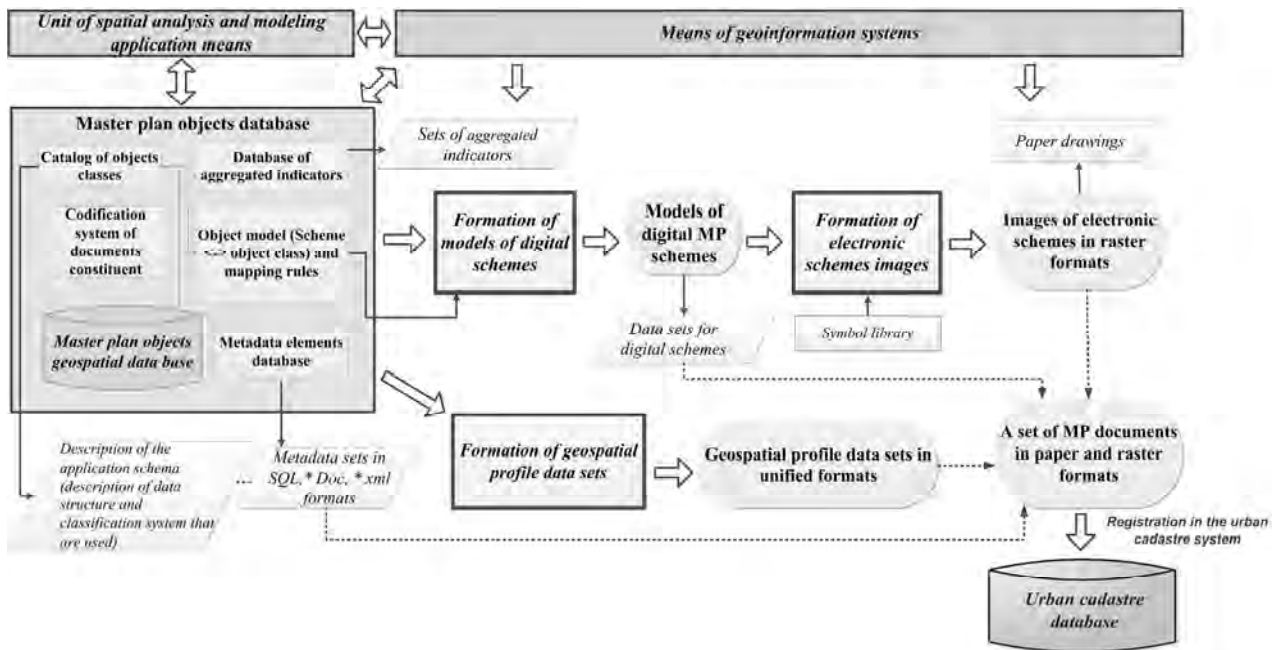 Unit of spatial analysis and modeling
application means
Means of geoinformation systems
Master plan objects database
Catalog of objects
classes
Database of
aggregated indicators
Codification
system of
documents
constituent
Object model (Scheme
<-> object class) and
mapping rules
Master plan objects
geospatial data base
Metadata elements
database
Sets of aggregated
indicators
Formation of
models of digital
schemes
Models of
digital MP
schemes
Formation of
electronic
schemes images
Paper drawings
Images of electronic
schemes in raster
formats
Data sets for
digital schemes
Symbol library
Description of the
application schema
(description of data
structure and
classification system that
are used)
...
Metadata sets in
SQL, * Doc, * xml
formats
Formation of geospatial
profile data sets
Geospatial profile data sets in
unified formats
A set of MP documents
in paper and raster
formats
Registration in the urban
cadastre system
Urban cadastre
database